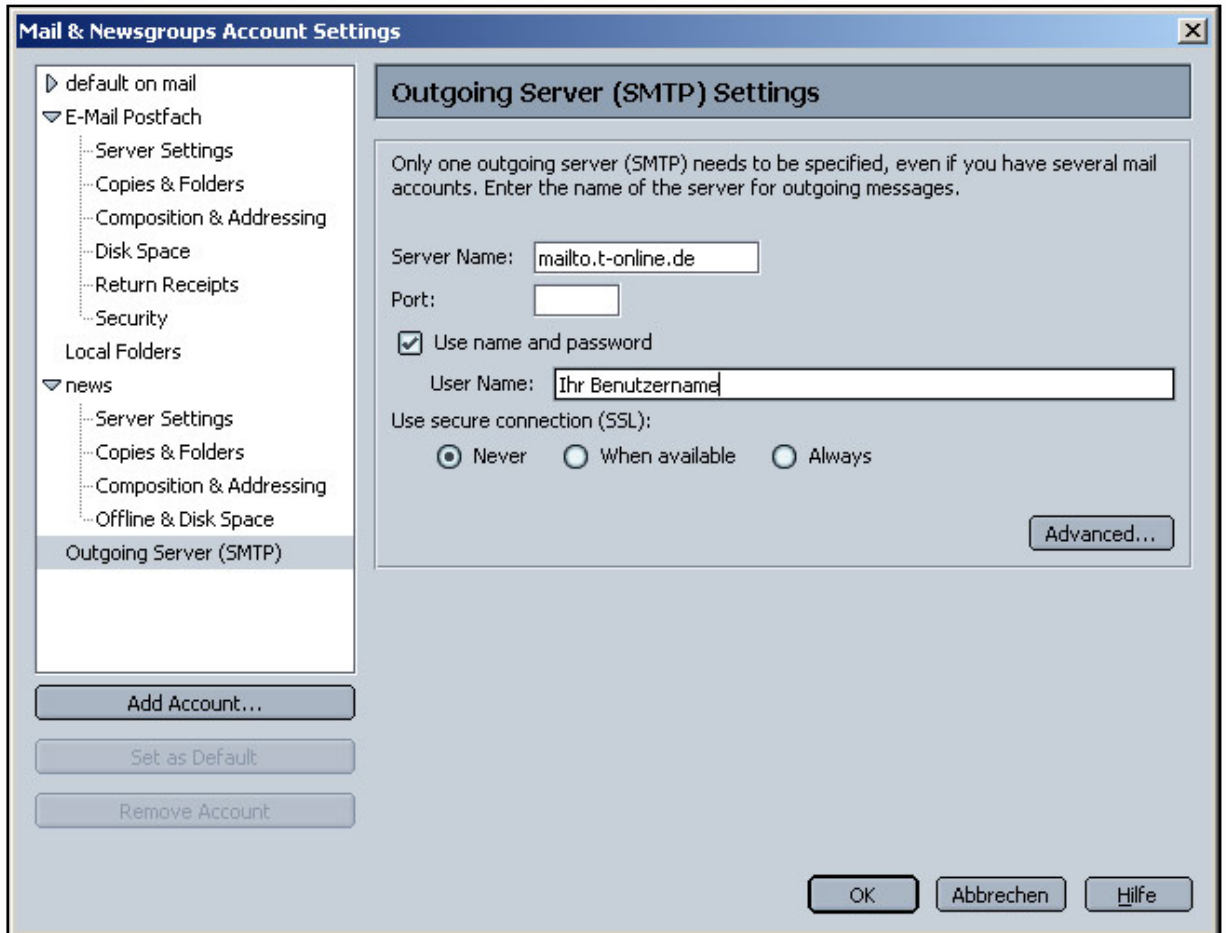 Mail & Newsgroups Account Settings
default on mail
E-Mail Postfach
Server Settings
Copies & Folders
Composition & Addressing
Disk Space
Return Receipts
Security
Local Folders
news
Server Settings
Copies & Folders
Composition & Addressing
Offline & Disk Space
Outgoing Server (SMTP)
Add Account...
Set as Default
Remove Account
Outgoing Server (SMTP) Settings
Only one outgoing server (SMTP) needs to be specified, even if you have several mail
accounts. Enter the name of the server for outgoing messages.
Server Name: mailto.t-online.de
Port:
Use name and password
User Name: Ihr Benutzername
Use secure connection (SSL):
Never When available Always
Advanced...
OK Abbrechen Hilfe